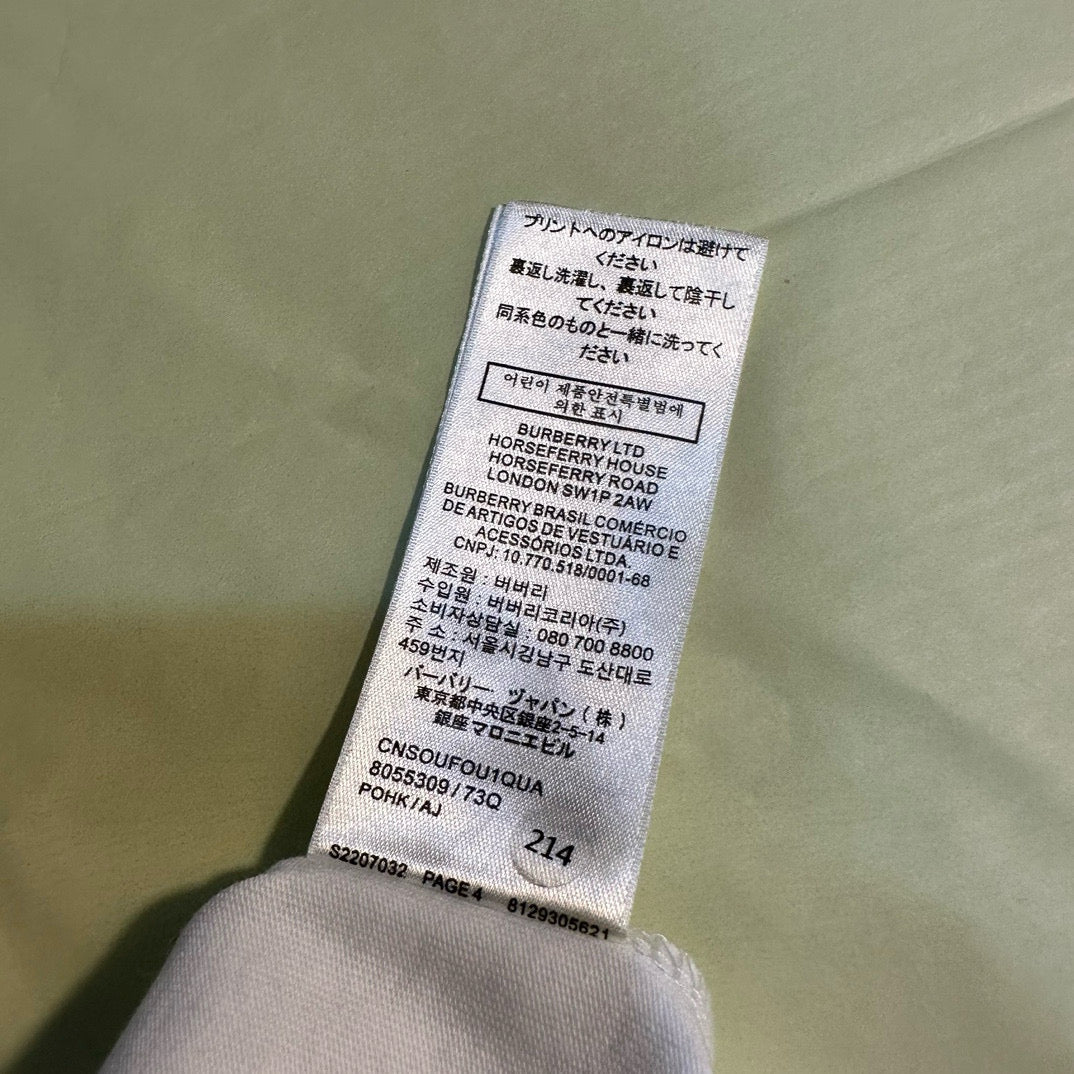 プリントへのアイロンは避けて
ください
裏返し洗濯し、裏返して陰干し
てください
同系色のものと一緒に洗ってく
ださい
어린이 제품안전특별법에
의한 표시
BURBERRY LTD
HORSEFERRY HOUSE
HORSEFERRY ROAD
LONDON SW1P 2AW
BURBERRY BRASIL COMÉRCIO
DE ARTIGOS DE VESTUÁRIO E
ACESSÓRIOS LTDA.
CNPJ: 10.770.518/0001-68
제조원 : 버버리
수입원 : 버버리코리아(주)
소비자상담실 : 080 700 8800
주 소 : 서울시강남구 도산대로
459번지
バーバリー・ジャパン(株)
東京都中央区銀座2-5-14
銀座マロニエビル
CNSOUFOU1QUA
8055309 / 73Q
POHK / AJ
214
S2207032 PAGE 4 8129305621